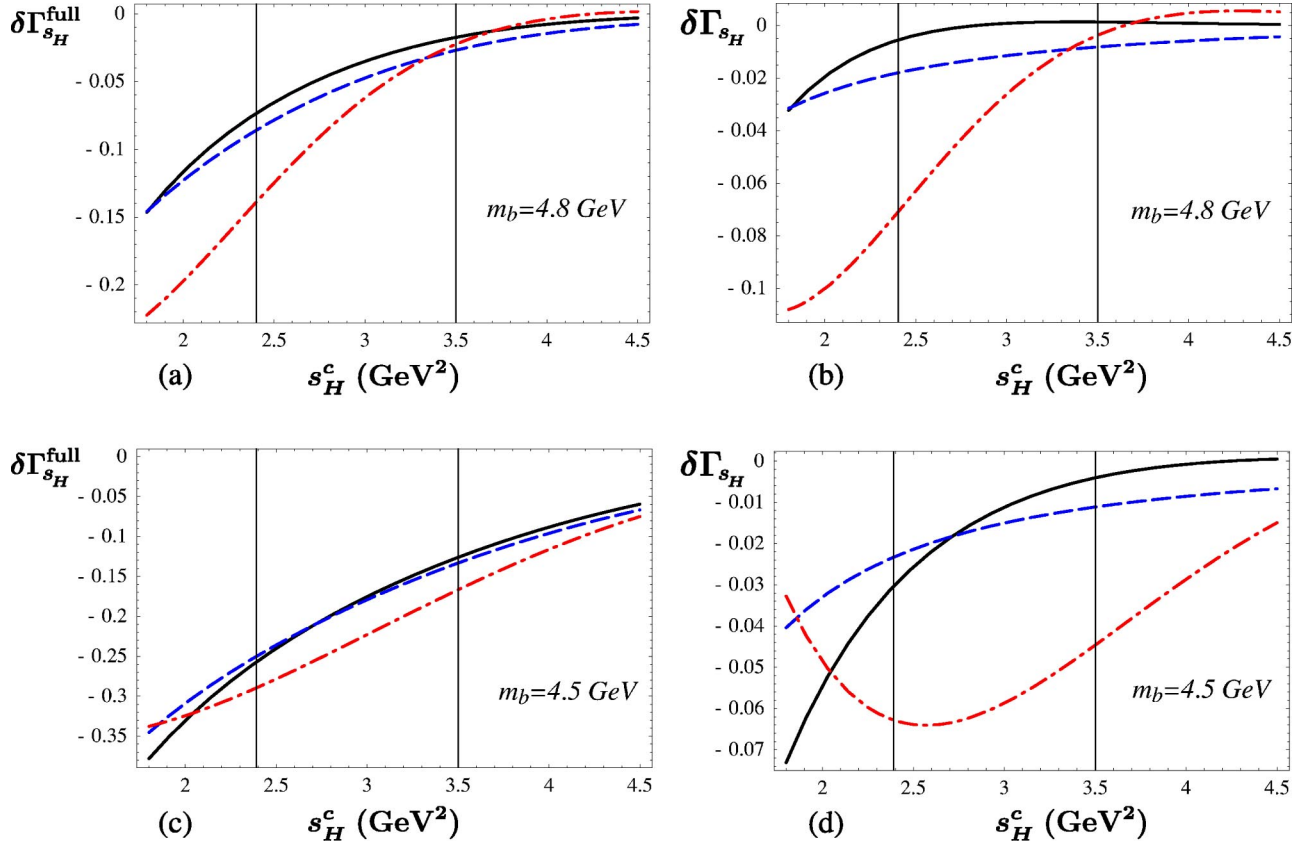 δΓ^full_{s_H}
0
- 0.05
- 0.1
- 0.15
- 0.2
m_b=4.8 GeV
2 2.5 3 3.5 4 4.5
(a) s_H^c (GeV²)
δΓ_{s_H}
0
- 0.02
- 0.04
- 0.06
- 0.08
- 0.1
m_b=4.8 GeV
2 2.5 3 3.5 4 4.5
(b) s_H^c (GeV²)
δΓ^full_{s_H}
0
- 0.05
- 0.1
- 0.15
- 0.2
- 0.25
- 0.3
- 0.35
m_b=4.5 GeV
2 2.5 3 3.5 4 4.5
(c) s_H^c (GeV²)
δΓ_{s_H}
0
- 0.01
- 0.02
- 0.03
- 0.04
- 0.05
- 0.06
- 0.07
m_b=4.5 GeV
2 2.5 3 3.5 4 4.5
(d) s_H^c (GeV²)